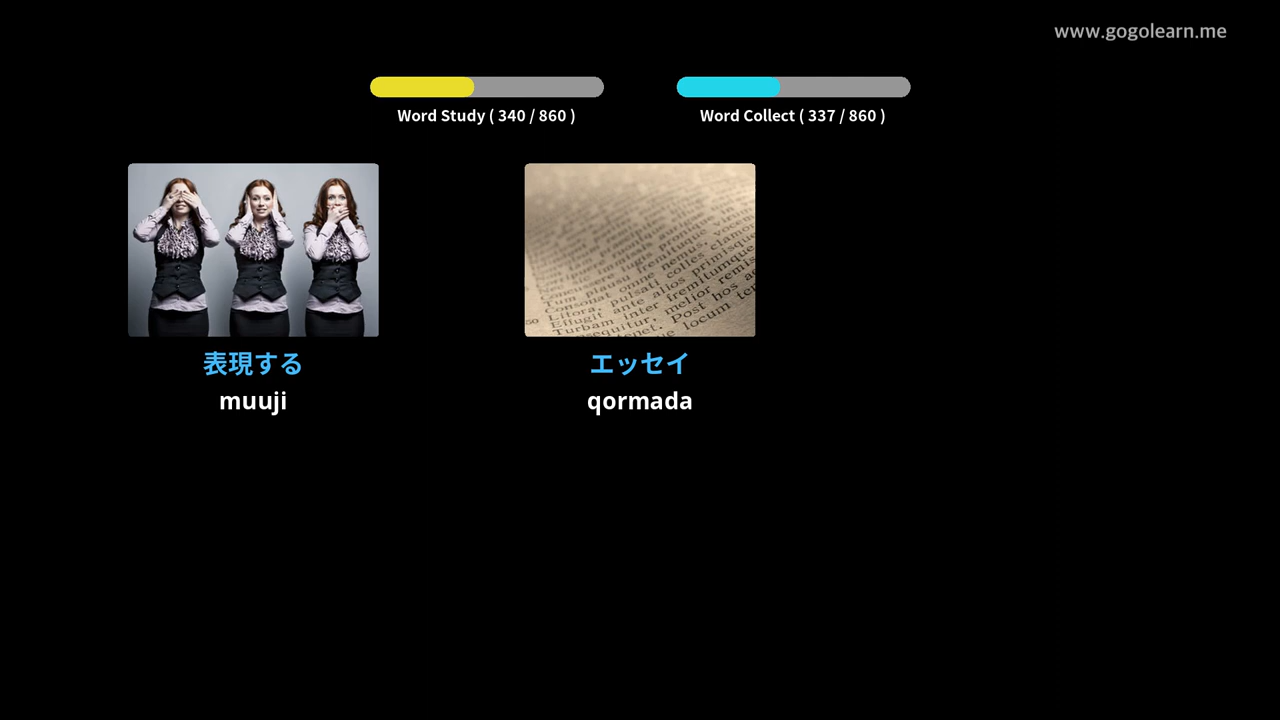 www.gogolearn.me
Word Study ( 340 / 860 )
Word Collect ( 337 / 860 )
表現する
muuji
エッセイ
qormada